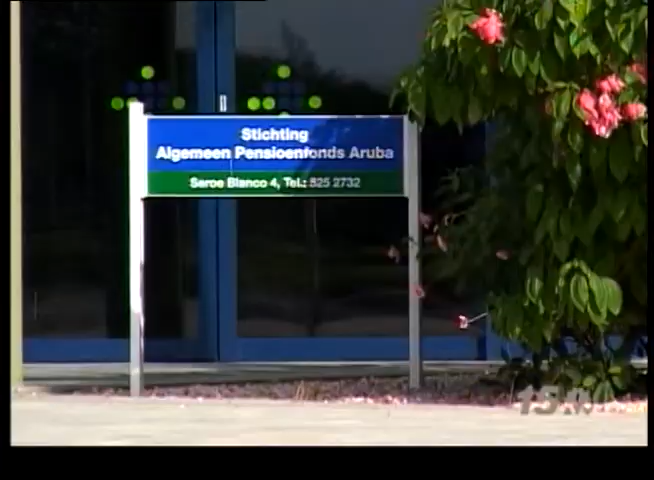 Stichting
Algemeen Pensioenfonds Aruba
Seroe Blanco 4, Tel.: 525 2732